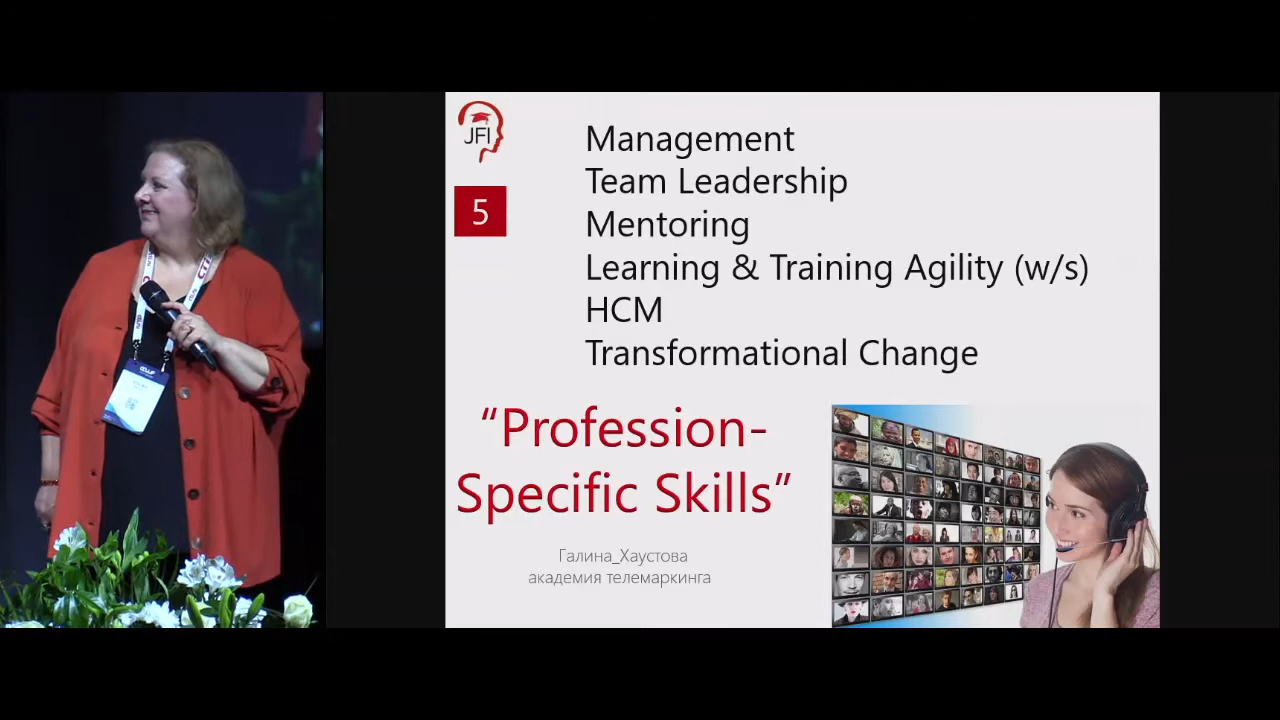 JFI
5
Management
Team Leadership
Mentoring
Learning & Training Agility (w/s)
HCM
Transformational Change
“Profession-
Specific Skills”
Галина_Хаустова
академия телемаркинга